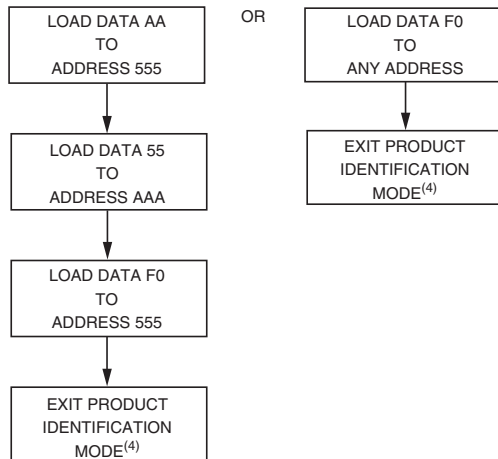 LOAD DATA AA
TO
ADDRESS 555
LOAD DATA 55
TO
ADDRESS AAA
LOAD DATA F0
TO
ADDRESS 555
EXIT PRODUCT
IDENTIFICATION
MODE(4)
OR
LOAD DATA F0
TO
ANY ADDRESS
EXIT PRODUCT
IDENTIFICATION
MODE(4)